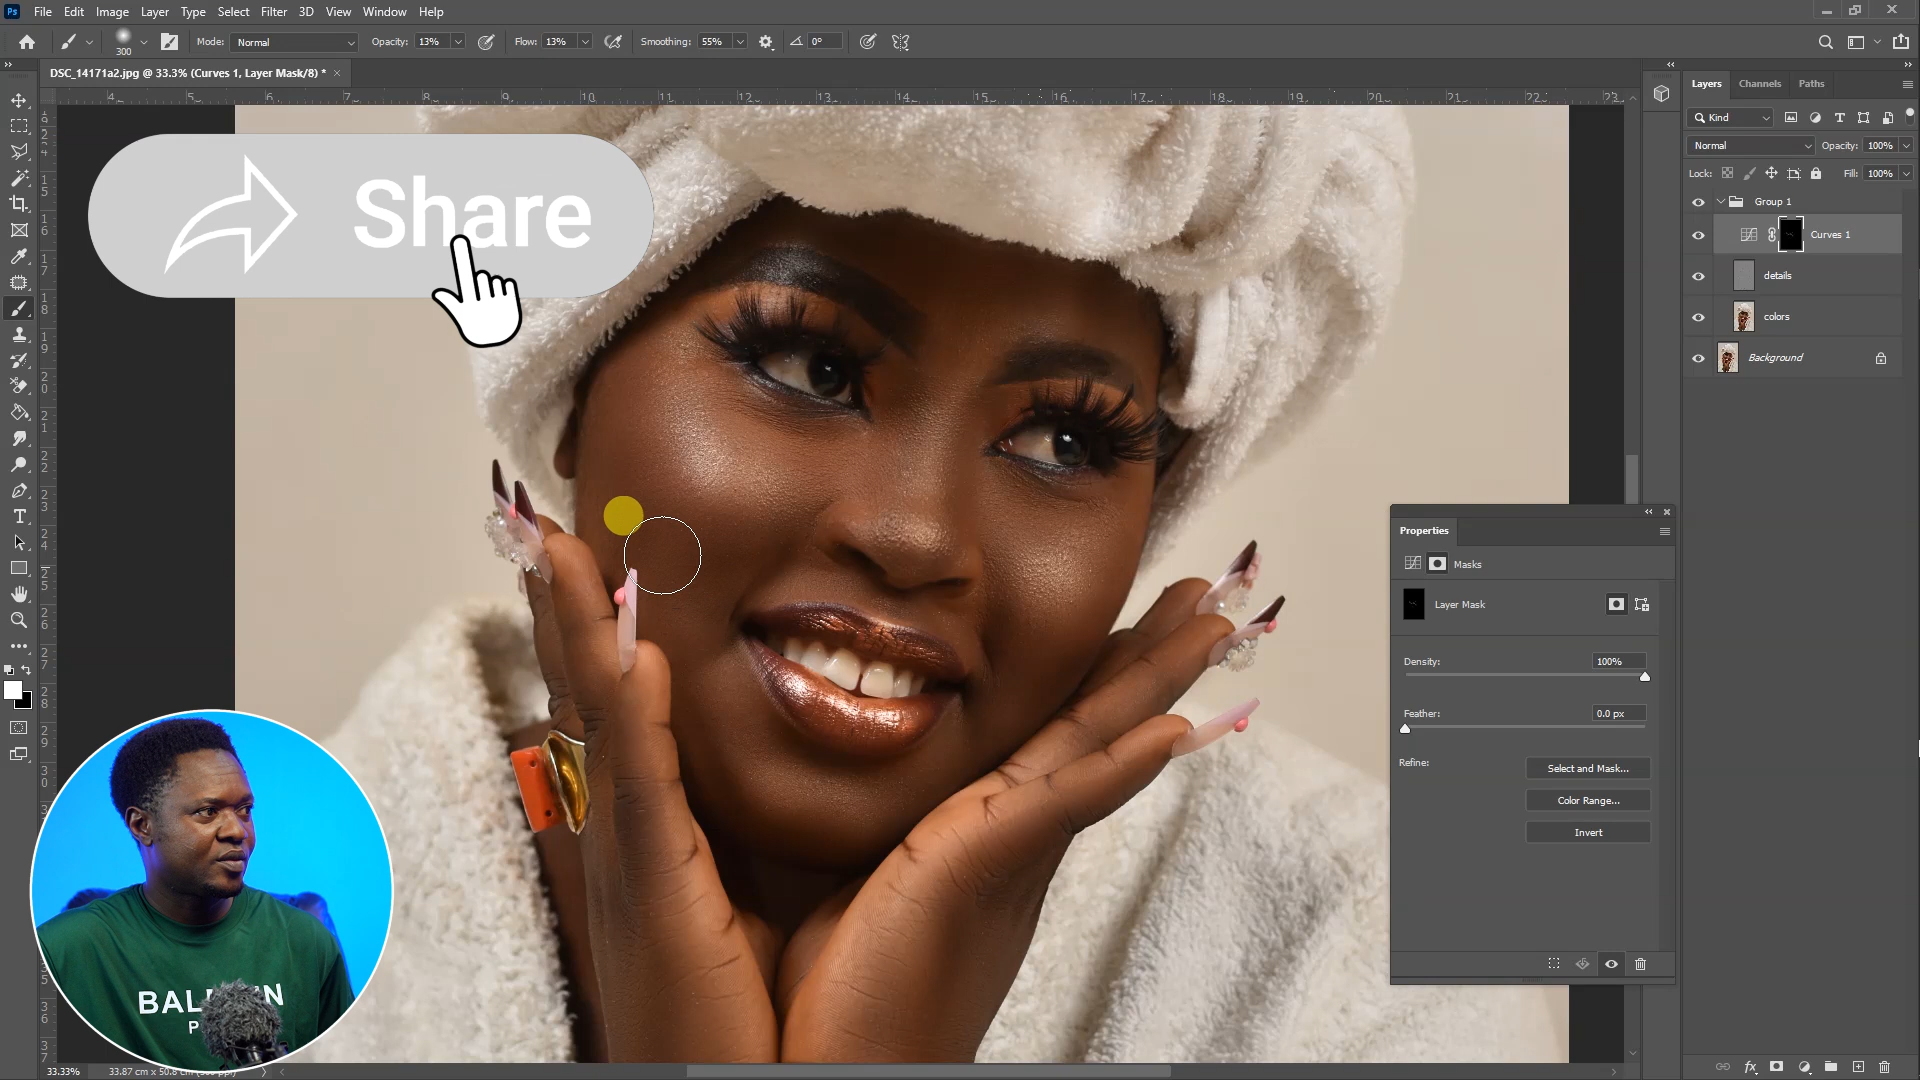 Ps File Edit Image Layer Type Select Filter 3D View Window Help
300 Mode: Normal Opacity: 13% Flow: 13% Smoothing: 55% 0°
DSC_14171a2.jpg @ 33.3% (Curves 1, Layer Mask/8) * ×
Share
Layers Channels Paths
Kind
Normal Opacity: 100%
Lock: Fill: 100%
Group 1
Curves 1
details
colors
Background
Properties
Masks
Layer Mask
Density: 100%
Feather: 0.0 px
Refine: Select and Mask...
Color Range...
Invert
33.33% 33.87 cm x 50.8 cm